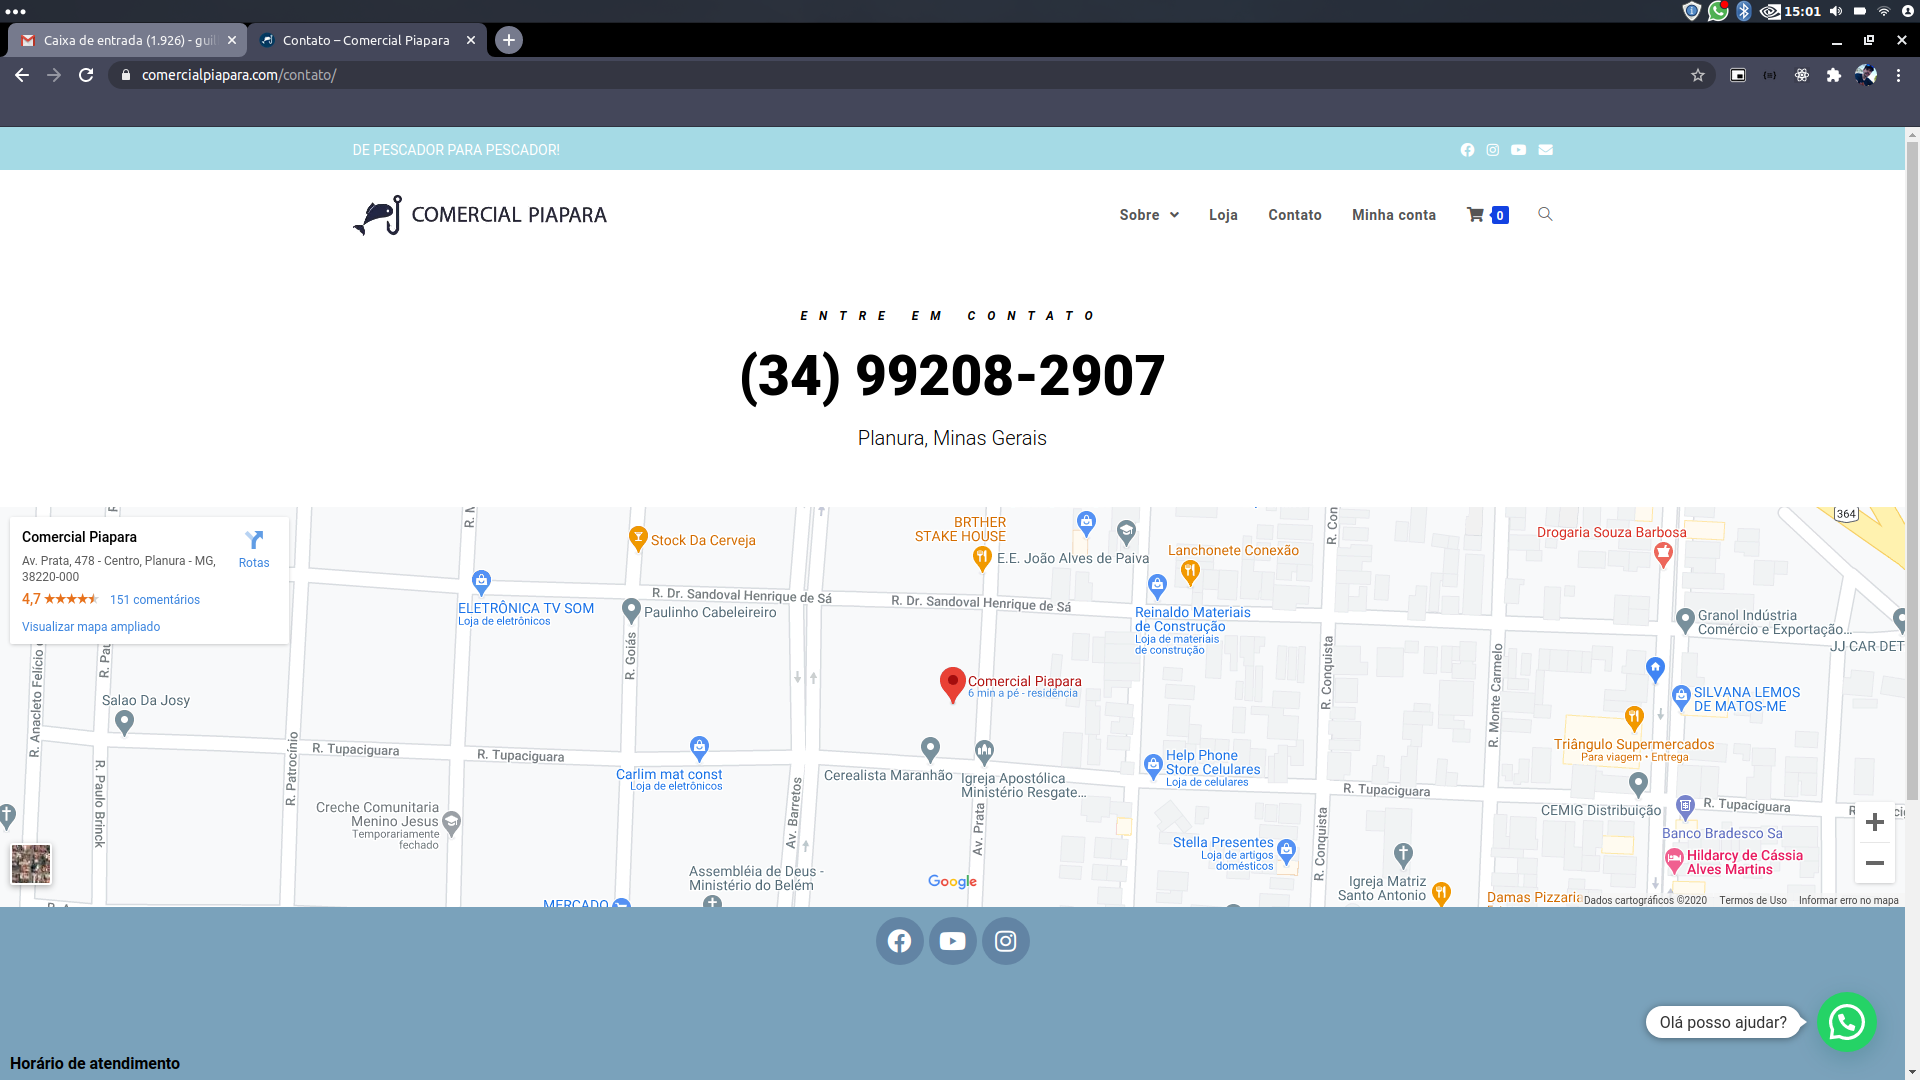 15:01
Caixa de entrada (1.926) - guil
Contato – Comercial Piapara
comercialpiapara.com/contato/
DE PESCADOR PARA PESCADOR!
COMERCIAL PIAPARA
Sobre
Loja
Contato
Minha conta
0
ENTRE EM CONTATO
(34) 99208-2907
Planura, Minas Gerais
Comercial Piapara
Av. Prata, 478 - Centro, Planura - MG,
38220-000
Rotas
4,7
151 comentários
Visualizar mapa ampliado
Stock Da Cerveja
BRTHER
STAKE HOUSE
E.E. João Alves de Paiva
Lanchonete Conexão
R. Con
Drogaria Souza Barbosa
364
ELETRÔNICA TV SOM
Loja de eletrônicos
R. Dr. Sandoval Henrique de Sá
Paulinho Cabeleireiro
R. Dr. Sandoval Henrique de Sá
Reinaldo Materiais
de Construção
Loja de materiais
de construção
Granol Indústria
Comércio e Exportação...
JJ CAR DET
R. Anacleto Felício
R. Goiás
R. Conquista
R. Monte Carmelo
Comercial Piapara
6 min a pé - residência
SILVANA LEMOS
DE MATOS-ME
Salao Da Josy
R. Patrocínio
R. Tupaciguara
R. Tupaciguara
Carlim mat const
Loja de eletrônicos
Cerealista Maranhão
Igreja Apostólica
Ministério Resgate...
Help Phone
Store Celulares
Loja de celulares
Triângulo Supermercados
Para viagem • Entrega
R. Tupaciguara
CEMIG Distribuição
R. Tupaciguara
R. Paulo Brinck
Creche Comunitaria
Menino Jesus
Temporariamente
fechado
Av. Barretos
Av. Prata
R. Conquista
Banco Bradesco Sa
Stella Presentes
Loja de artigos
domésticos
Hildarcy de Cássia
Alves Martins
Assembléia de Deus -
Ministério do Belém
Google
Igreja Matriz
Santo Antonio
MERCADO
Damas Pizzaria
Dados cartográficos ©2020
Termos de Uso
Informar erro no mapa
Olá posso ajudar?
Horário de atendimento